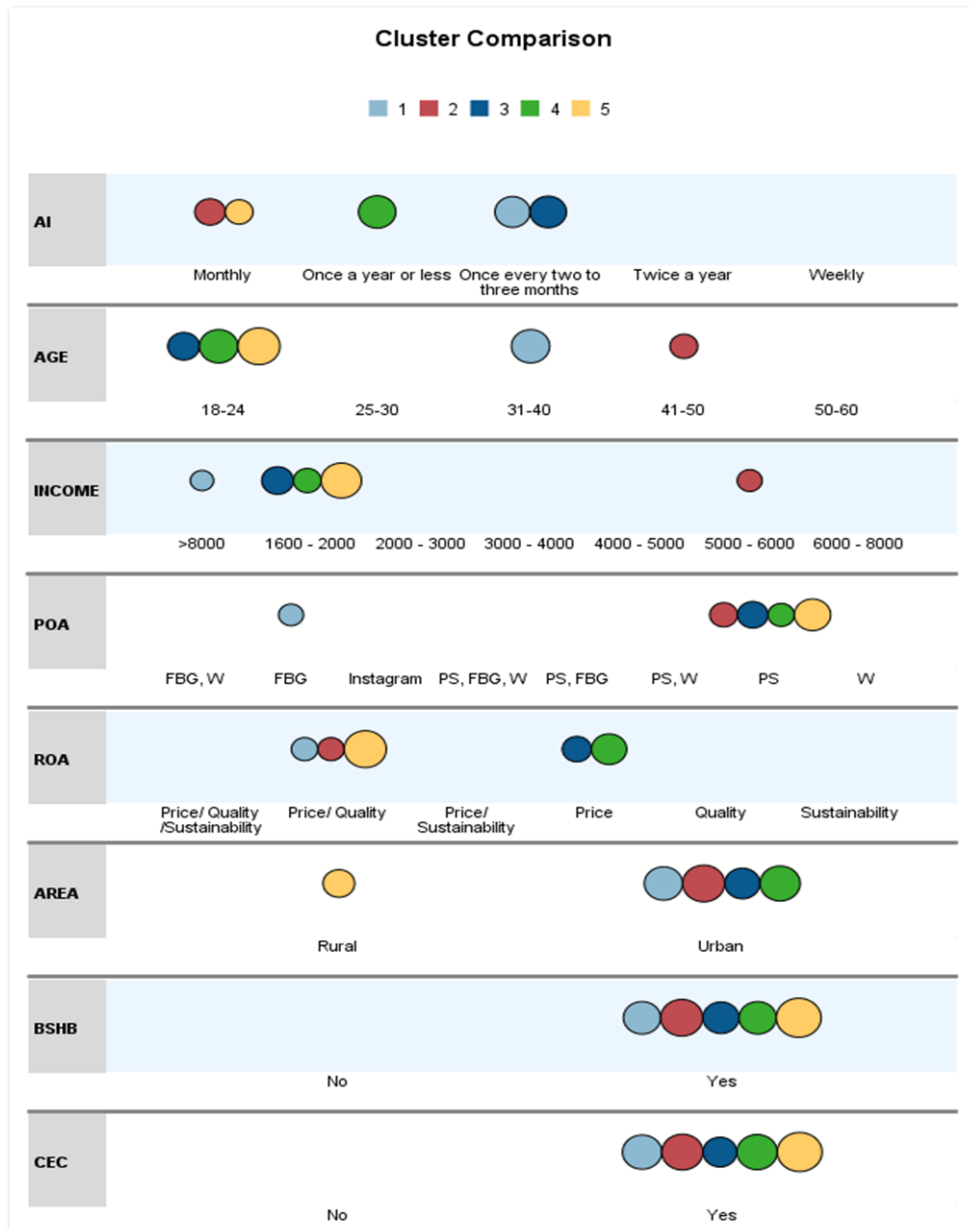 Cluster Comparison
1 2 3 4 5
AI
Monthly Once a year or less Once every two to three months Twice a year Weekly
AGE
18-24 25-30 31-40 41-50 50-60
INCOME
>8000 1600 - 2000 2000 - 3000 3000 - 4000 4000 - 5000 5000 - 6000 6000 - 8000
POA
FBG, W FBG Instagram PS, FBG, W PS, FBG PS, W PS W
ROA
Price/ Quality /Sustainability Price/ Quality Price/ Sustainability Price Quality Sustainability
AREA
Rural Urban
BSHB
No Yes
CEC
No Yes